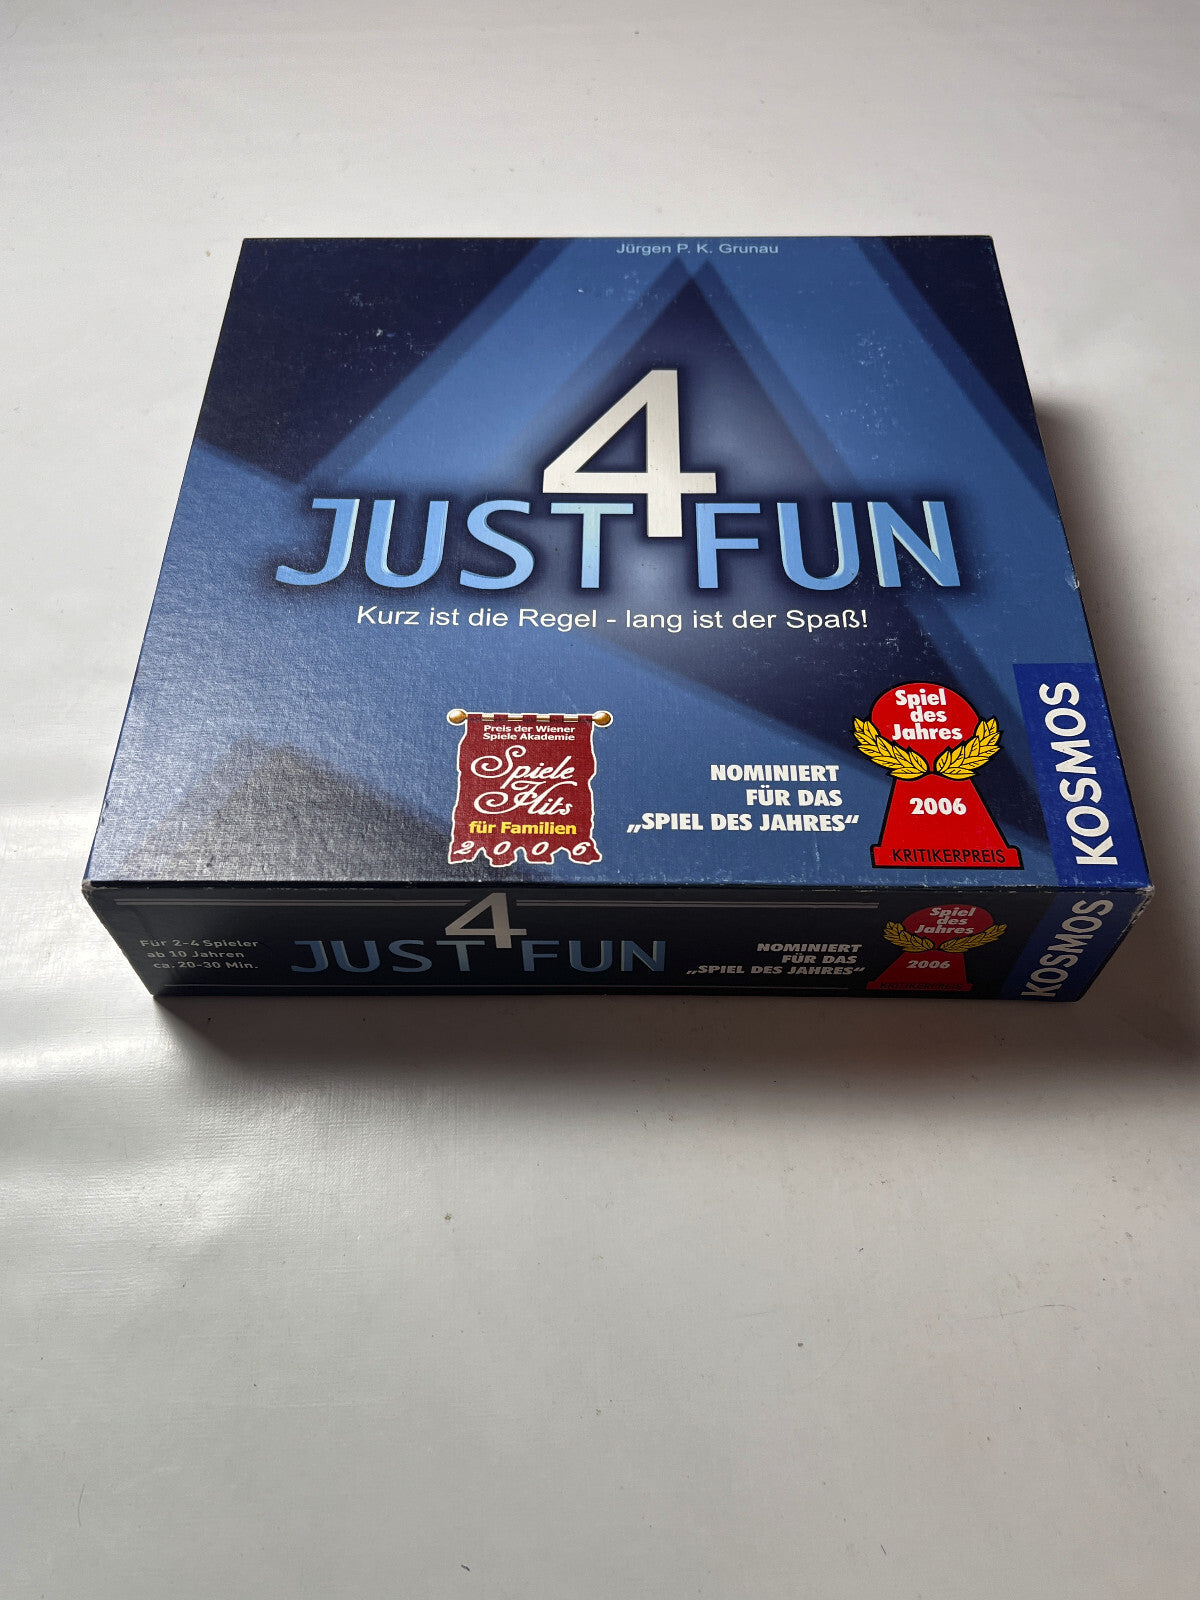 Jürgen P. K. Grunau
4
JUST FUN
Kurz ist die Regel - lang ist der Spaß!
Preis der Wiener
Spiele Akademie
Spiele
Hits
für Familien
2006
NOMINIERT
FÜR DAS
„SPIEL DES JAHRES“
Spiel
des
Jahres
2006
KRITIKERPREIS
KOSMOS
Für 2-4 Spieler
ab 10 Jahren
ca. 20-30 Min.
4
JUST FUN
NOMINIERT
FÜR DAS
„SPIEL DES JAHRES“
Spiel
des
Jahres
2006
KRITIKERPREIS
KOSMOS